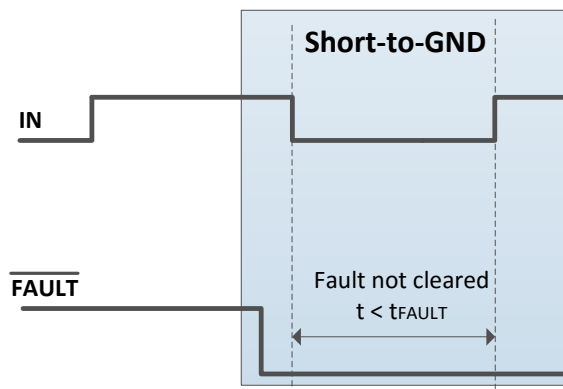 Short-to-GND
IN
FAULT
Fault not cleared
t < tFAULT